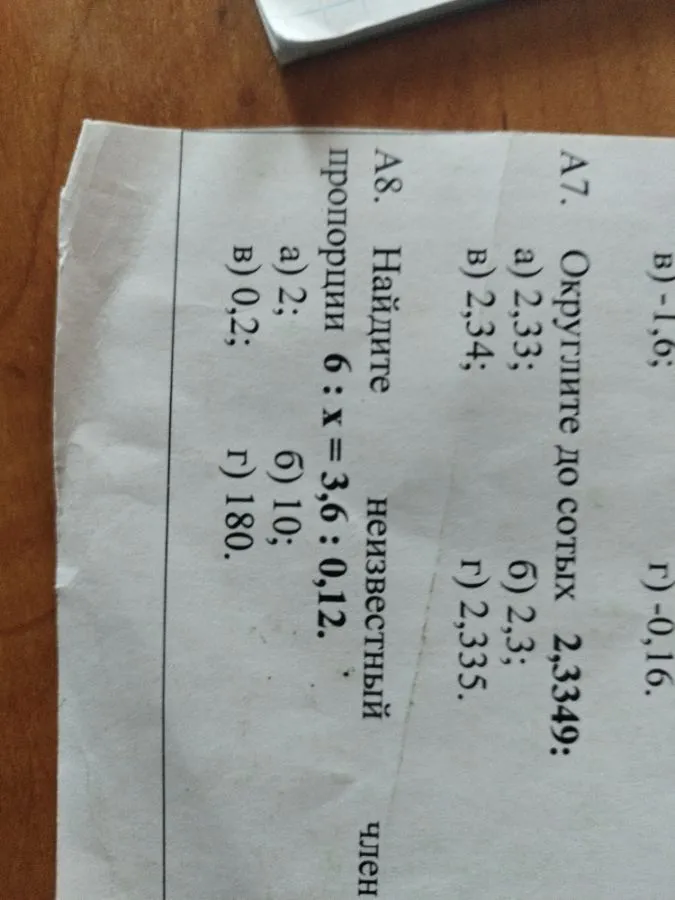 в) -1,6; г) -0,16.
А7. Округлите до сотых 2,3349:
а) 2,33; б) 2,3;
в) 2,34; г) 2,335.
А8. Найдите неизвестный член
пропорции 6 : х = 3,6 : 0,12.
а) 2; б) 10;
в) 0,2; г) 180.